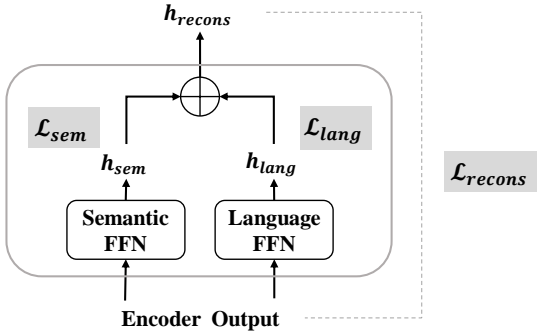 h_recons
ℒ_sem
ℒ_lang
h_sem
h_lang
ℒ_recons
Semantic
FFN
Language
FFN
Encoder Output